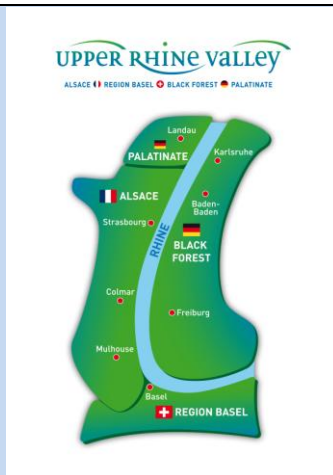 UPPER RHINE VALLEY
ALSACE REGION BASEL BLACK FOREST PALATINATE
Landau
PALATINATE
Karlsruhe
ALSACE
Baden-
Baden
Strasbourg
RHINE
BLACK
FOREST
Colmar
Freiburg
Mulhouse
Basel
REGION BASEL